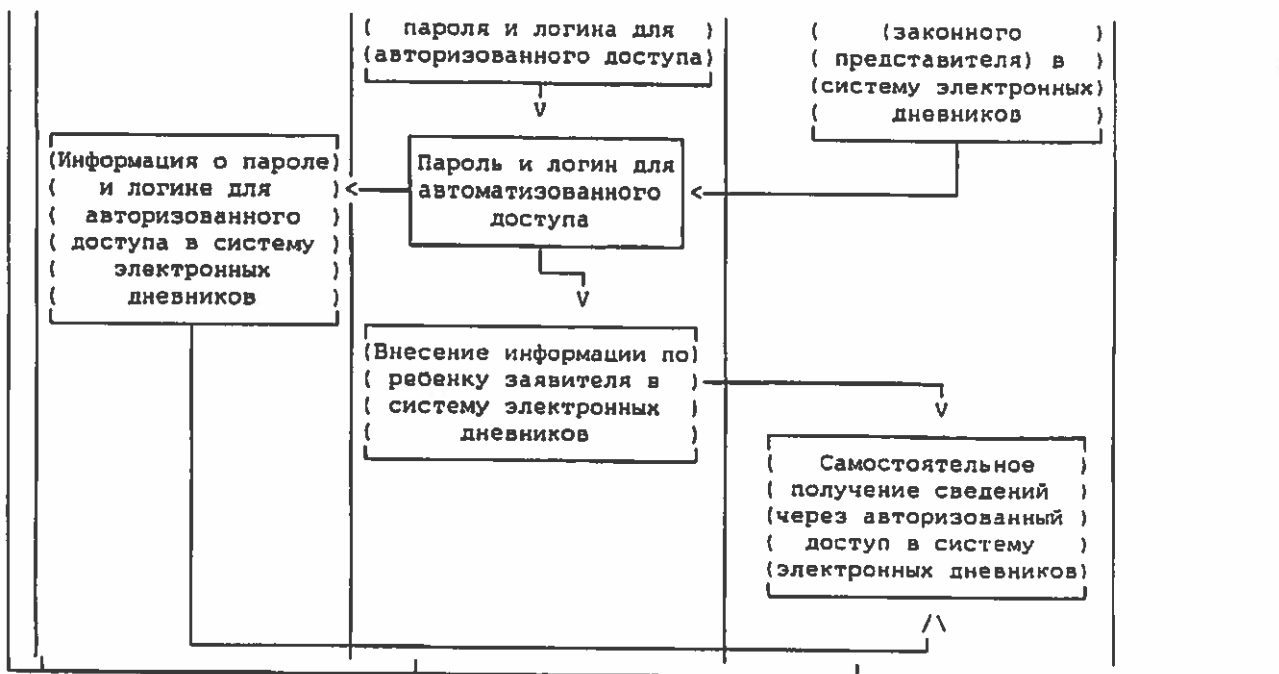 пароля и логина для
авторизованного доступа)
(законного
представителя) в
систему электронных
дневников
Информация о пароле
и логине для
авторизованного
доступа в систему
электронных
дневников
Пароль и логин для
автоматизованного
доступа
Внесение информации по
ребенку заявителя в
систему электронных
дневников
Самостоятельное
получение сведений
через авторизованный
доступ в систему
электронных дневников